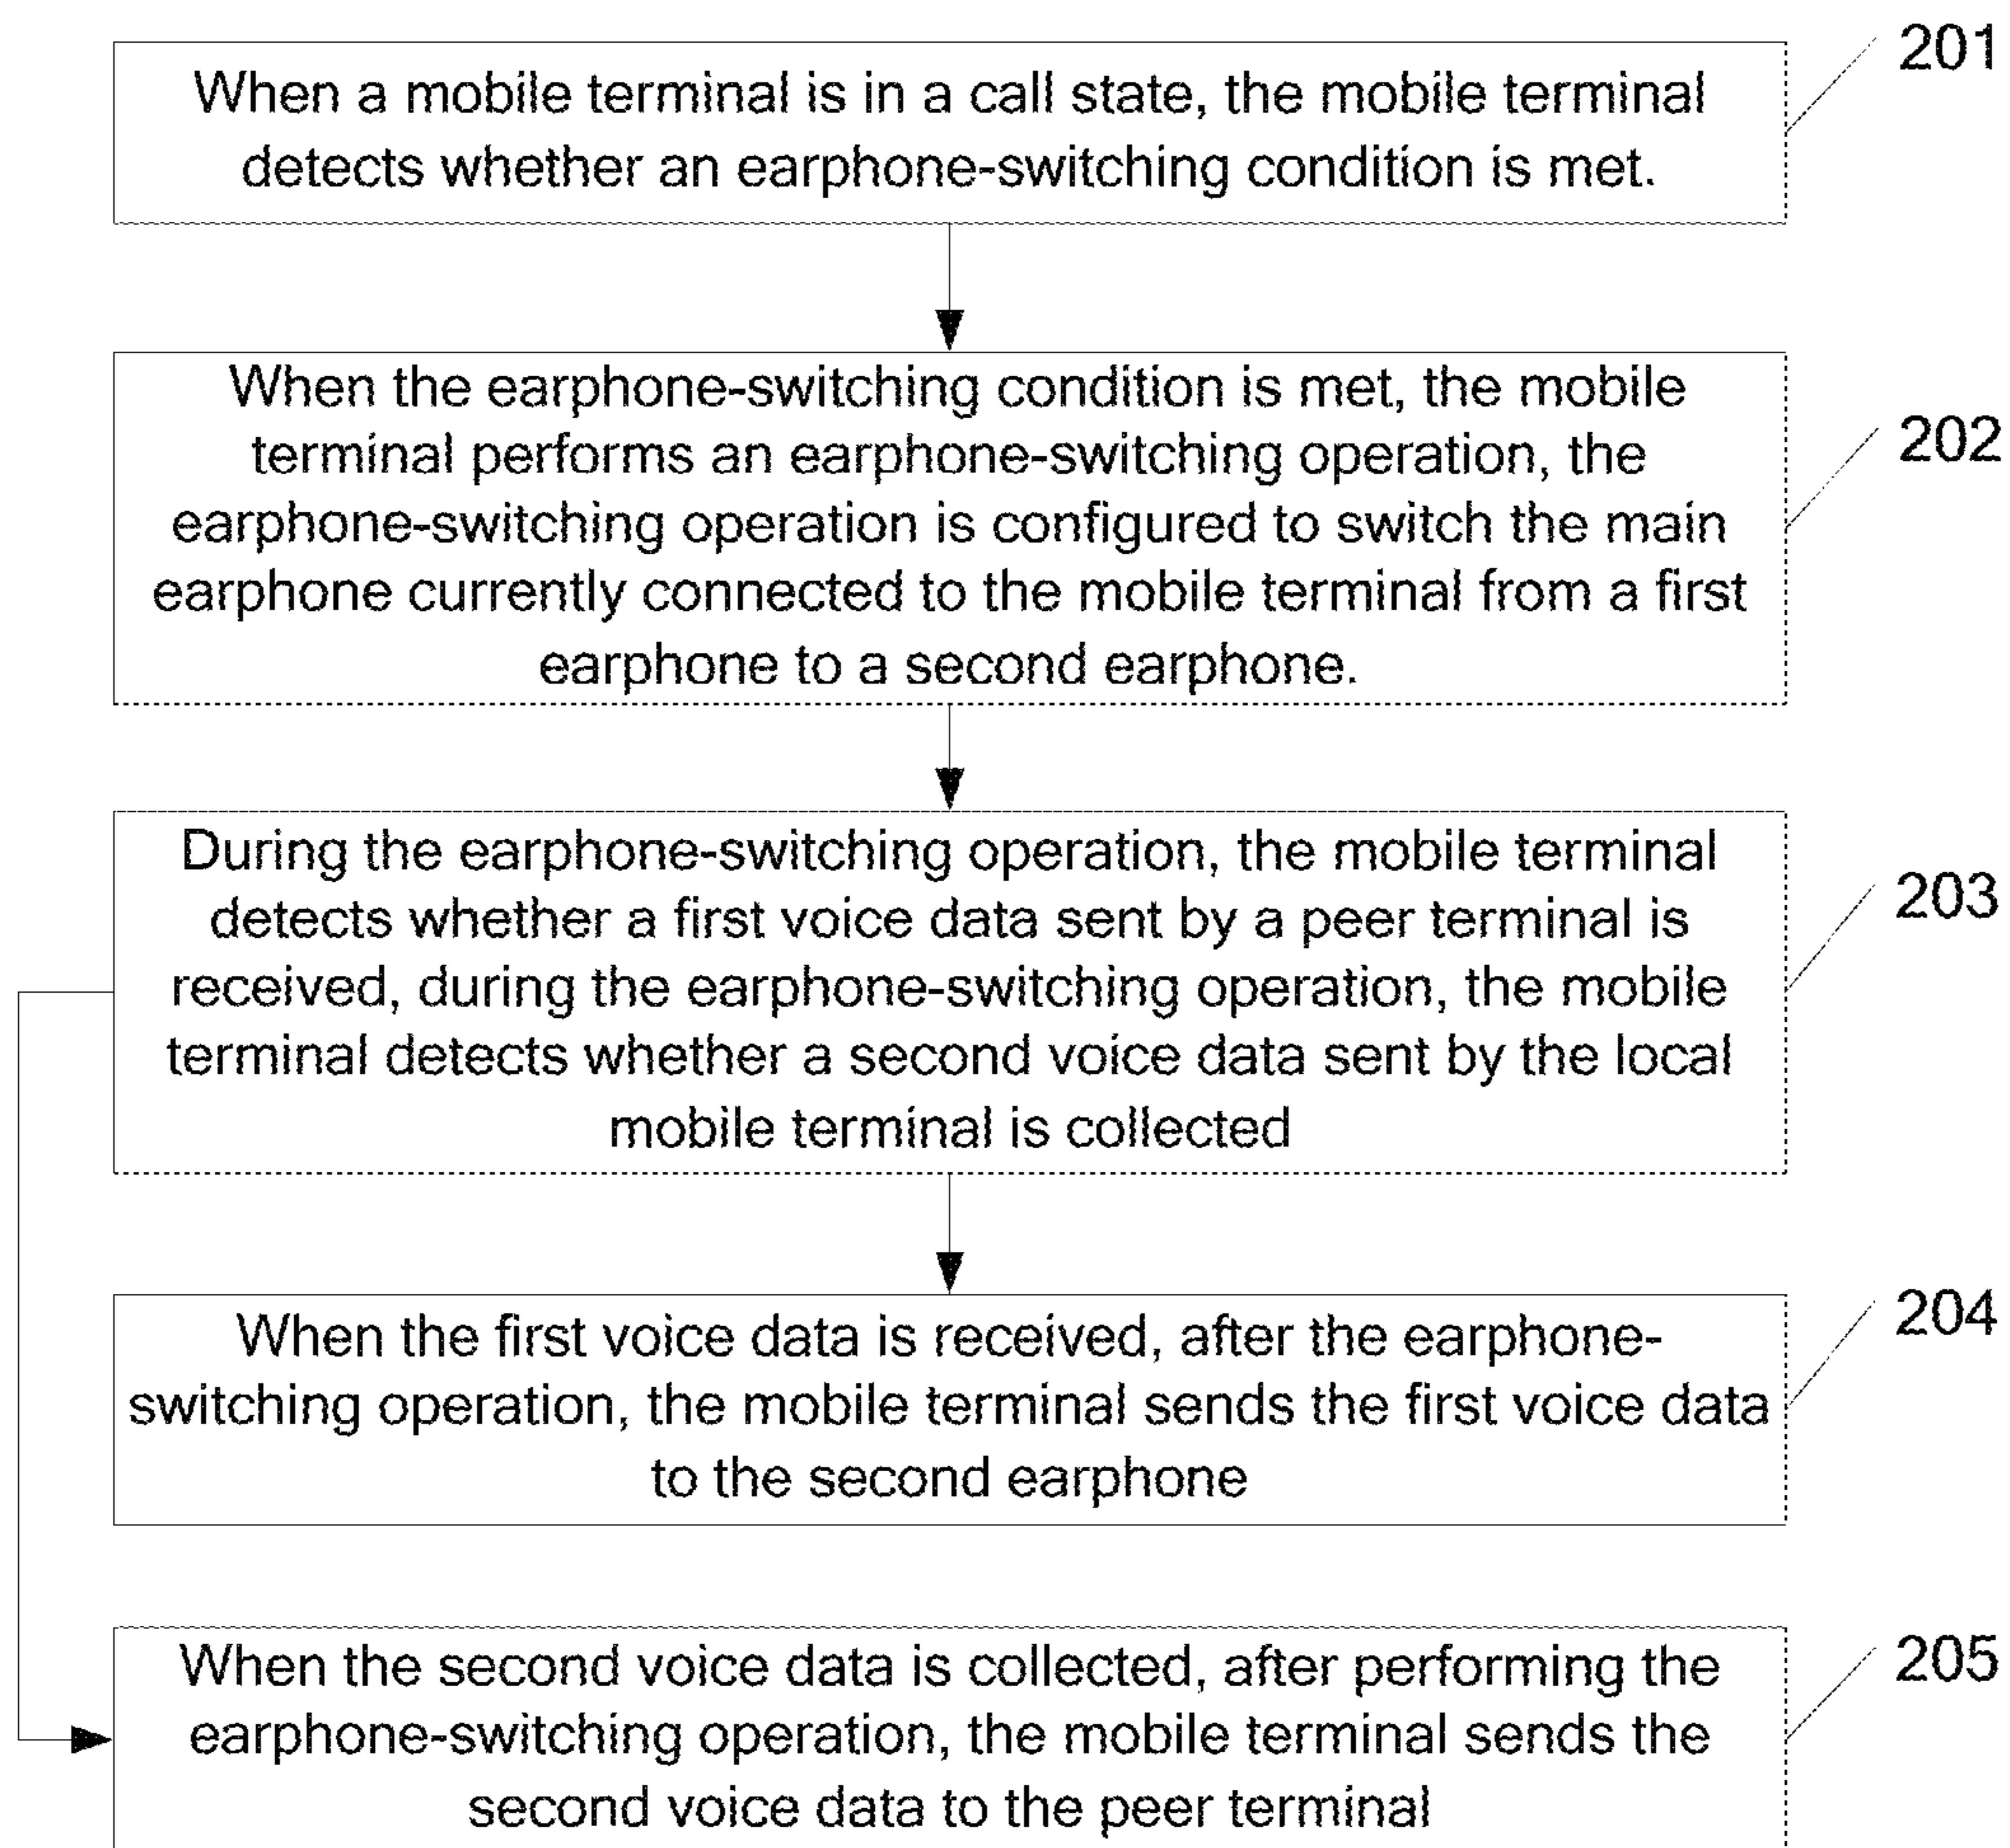 201
When a mobile terminal is in a call state, the mobile terminal
detects whether an earphone-switching condition is met.
When the earphone-switching condition is met, the mobile
terminal performs an earphone-switching operation, the
earphone-switching operation is configured to switch the main
earphone currently connected to the mobile terminal from a first
earphone to a second earphone.
202
During the earphone-switching operation, the mobile terminal
detects whether a first voice data sent by a peer terminal is
received, during the earphone-switching operation, the mobile
terminal detects whether a second voice data sent by the local
mobile terminal is collected
203
When the first voice data is received, after the earphone-
switching operation, the mobile terminal sends the first voice data
to the second earphone
204
When the second voice data is collected, after performing the
earphone-switching operation, the mobile terminal sends the
second voice data to the peer terminal
205